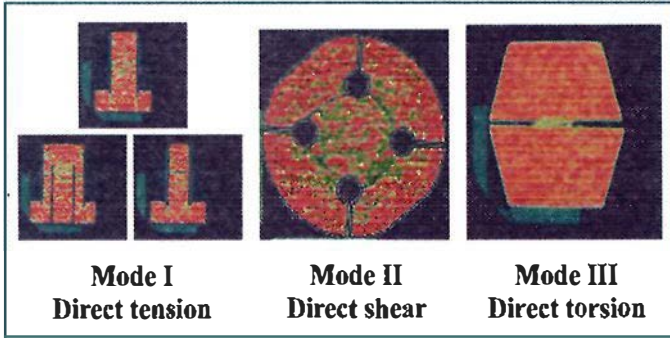 Mode I
Direct tension
Mode II
Direct shear
Mode III
Direct torsion